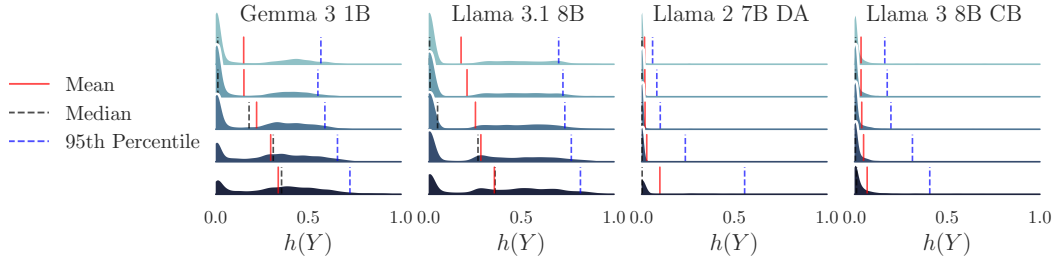 Gemma 3 1B
Llama 3.1 8B
Llama 2 7B DA
Llama 3 8B CB
Mean
Median
95th Percentile
0.0 0.5 1.0
0.0 0.5 1.0
0.0 0.5 1.0
0.0 0.5 1.0
h(Y)
h(Y)
h(Y)
h(Y)